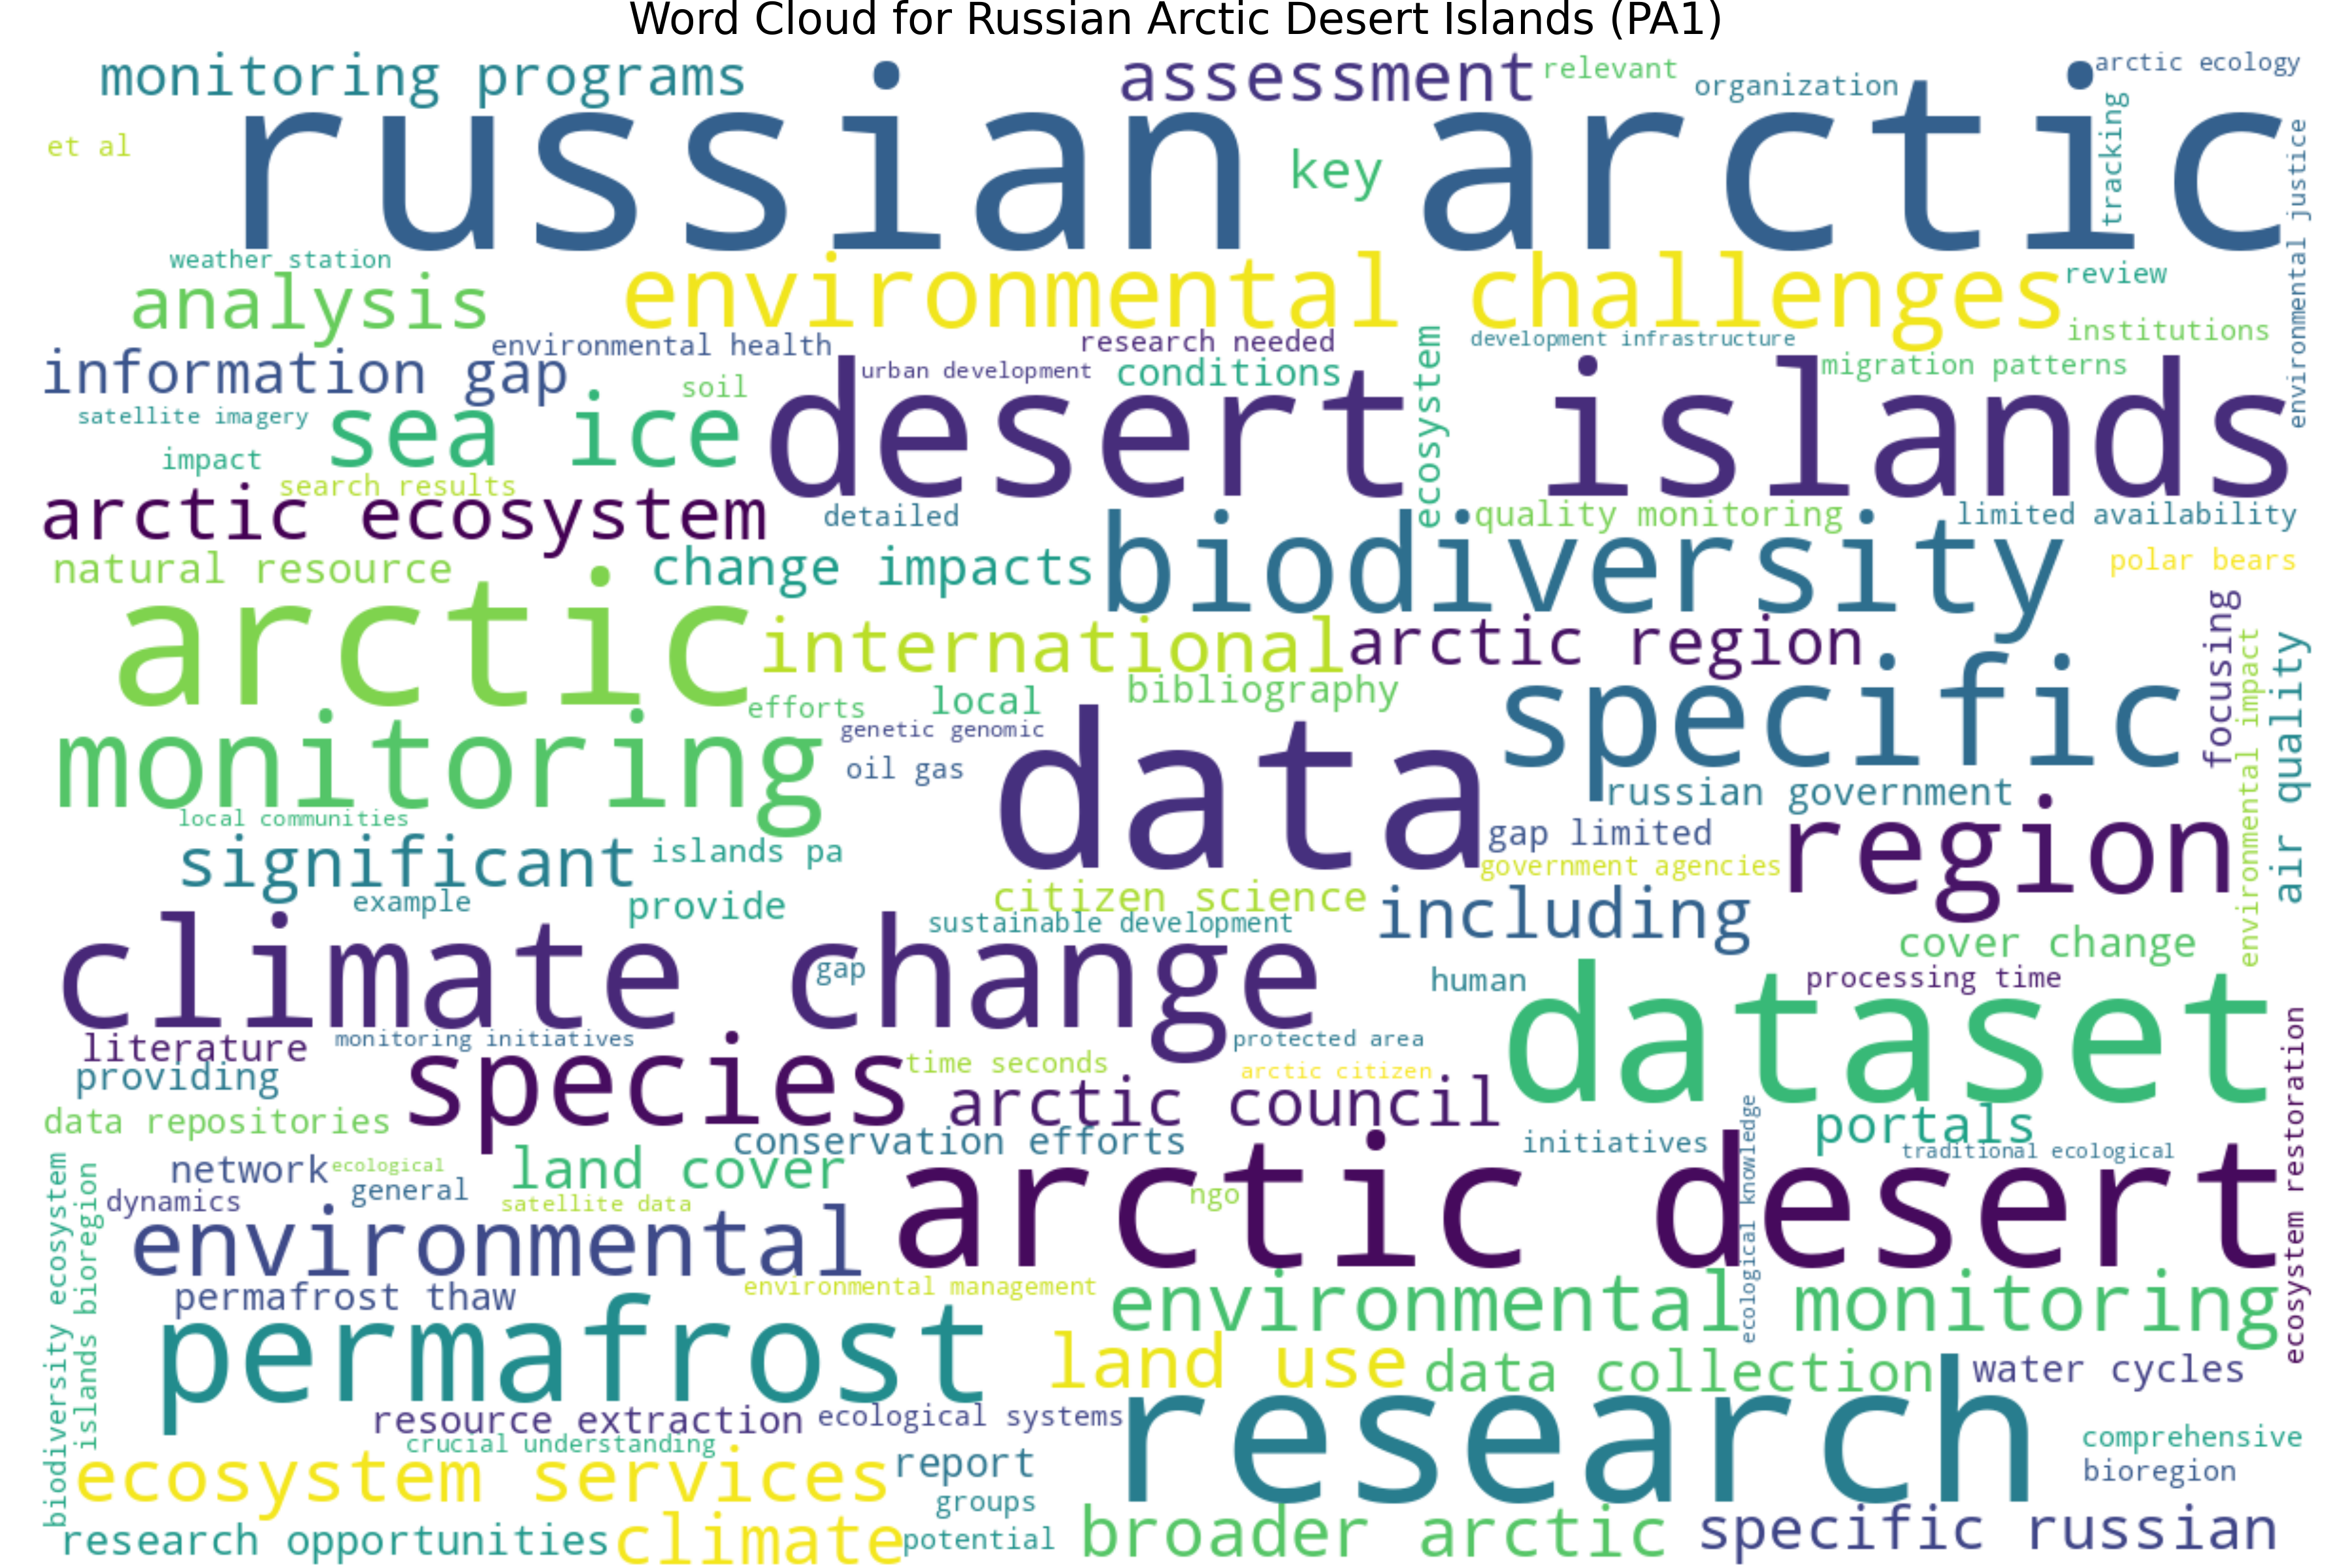 Word Cloud for Russian Arctic Desert Islands (PA1)
monitoring programs
assessment
relevant
organization
arctic ecology
russian arctic
et al
key
tracking
environmental justice
weather station
analysis
environmental challenges
review
environmental health
research needed
development infrastructure
institutions
information gap
urban development
conditions
ecosystem
migration patterns
soil
satellite imagery
sea ice
desert islands
impact
search results
arctic ecosystem
detailed
quality monitoring
limited availability
natural resource
change impacts
biodiversity
polar bears
arctic
international
arctic region
focusing
environmental impact
air quality
efforts
local
bibliography
specific
monitoring
genetic genomic
data
oil gas
russian government
local communities
gap limited
region
significant
islands pa
government agencies
example
provide
citizen science
including
sustainable development
cover change
climate change
gap
human
processing time
dataset
literature
monitoring initiatives
protected area
ecosystem restoration
providing
species
time seconds
arctic citizen
arctic council
data repositories
conservation efforts
portals
initiatives
ecological knowledge
traditional ecological
network
ecological
land cover
arctic desert
general
dynamics
satellite data
ngo
biodiversity ecosystem
islands bioregion
environmental
permafrost thaw
environmental management
environmental monitoring
permafrost
land use
data collection
water cycles
resource extraction
ecological systems
research
crucial understanding
comprehensive
ecosystem services
report
bioregion
groups
research opportunities
climate
potential
broader arctic
specific russian